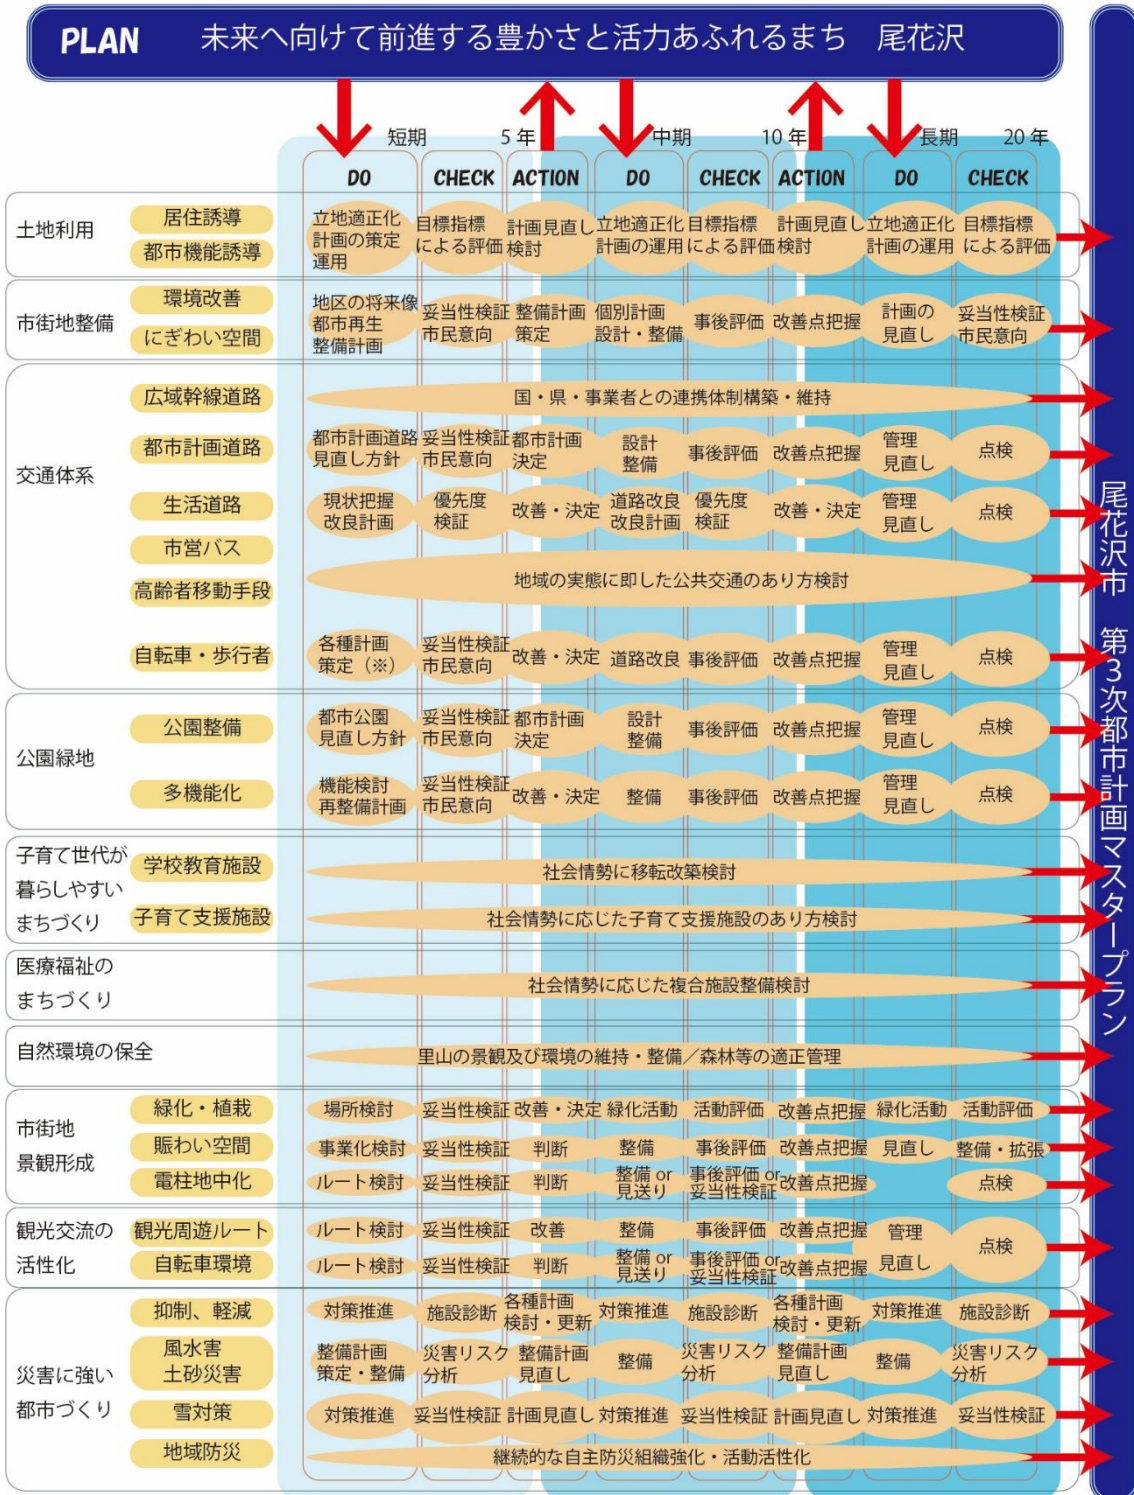 PLAN 未来へ向けて前進する豊かさと活力あふれるまち 尾花沢
短期 5年 中期 10年 長期 20年
DO CHECK ACTION DO CHECK ACTION DO CHECK
土地利用
居住誘導
都市機能誘導
立地適正化
計画の策定
運用
目標指標
による評価
計画見直し
検討
立地適正化
計画の運用
目標指標
による評価
計画見直し
検討
立地適正化
計画の運用
目標指標
による評価
市街地整備
環境改善
にぎわい空間
地区の将来像
都市再生
整備計画
妥当性検証
市民意向
整備計画
策定
個別計画
設計・整備
事後評価
改善点把握
計画の
見直し
妥当性検証
市民意向
交通体系
広域幹線道路
国・県・事業者との連携体制構築・維持
都市計画道路
都市計画道路
見直し方針
妥当性検証
市民意向
都市計画
決定
設計
整備
事後評価
改善点把握
管理
見直し
点検
生活道路
現状把握
改良計画
優先度
検証
改善・決定
道路改良
改良計画
優先度
検証
改善・決定
管理
見直し
点検
市営バス
高齢者移動手段
地域の実態に即した公共交通のあり方検討
自転車・歩行者
各種計画
策定(※)
妥当性検証
市民意向
改善・決定
道路改良
事後評価
改善点把握
管理
見直し
点検
公園緑地
公園整備
都市公園
見直し方針
妥当性検証
市民意向
都市計画
決定
設計
整備
事後評価
改善点把握
管理
見直し
点検
多機能化
機能検討
再整備計画
妥当性検証
市民意向
改善・決定
整備
事後評価
改善点把握
管理
見直し
点検
子育て世代が
暮らしやすい
まちづくり
学校教育施設
社会情勢に移転改築検討
子育て支援施設
社会情勢に応じた子育て支援施設のあり方検討
医療福祉の
まちづくり
社会情勢に応じた複合施設整備検討
自然環境の保全
里山の景観及び環境の維持・整備／森林等の適正管理
市街地
景観形成
緑化・植栽
場所検討
妥当性検証
改善・決定
緑化活動
活動評価
改善点把握
緑化活動
活動評価
賑わい空間
事業化検討
妥当性検証
判断
整備
事後評価
改善点把握
見直し
整備・拡張
電柱地中化
ルート検討
妥当性検証
判断
整備 or
見送り
事後評価 or
妥当性検証
改善点把握
点検
観光交流の
活性化
観光周遊ルート
ルート検討
妥当性検証
改善
整備
事後評価
改善点把握
管理
見直し
点検
自転車環境
ルート検討
妥当性検証
判断
整備 or
見送り
事後評価 or
妥当性検証
改善点把握
災害に強い
都市づくり
抑制、軽減
対策推進
施設診断
各種計画
検討・更新
対策推進
施設診断
各種計画
検討・更新
対策推進
施設診断
風水害
土砂災害
整備計画
策定・整備
災害リスク
分析
整備計画
見直し
整備
災害リスク
分析
整備計画
見直し
整備
災害リスク
分析
雪対策
対策推進
妥当性検証
計画見直し
対策推進
妥当性検証
計画見直し
対策推進
妥当性検証
地域防災
継続的な自主防災組織強化・活動活性化
尾花沢市 第3次都市計画マスタープラン